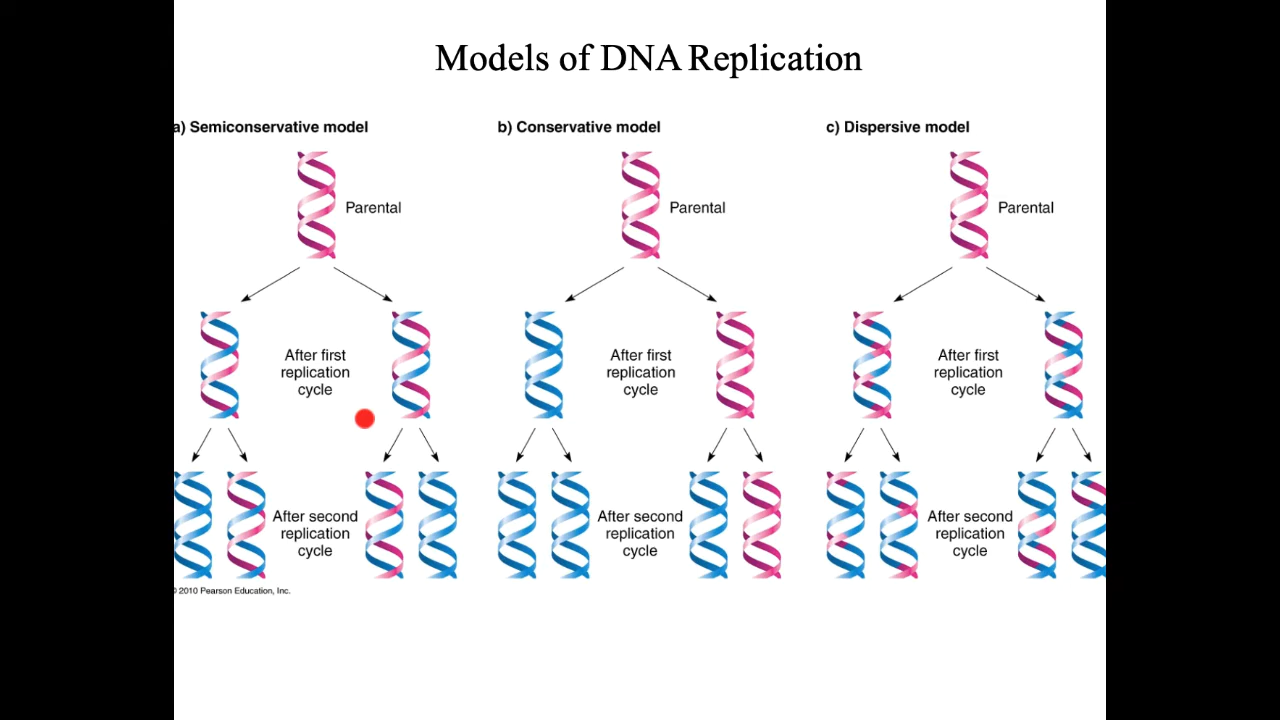 Models of DNA Replication
a) Semiconservative model
b) Conservative model
c) Dispersive model
Parental
Parental
Parental
After first
replication
cycle
After first
replication
cycle
After first
replication
cycle
After second
replication
cycle
After second
replication
cycle
After second
replication
cycle
2010 Pearson Education, Inc.